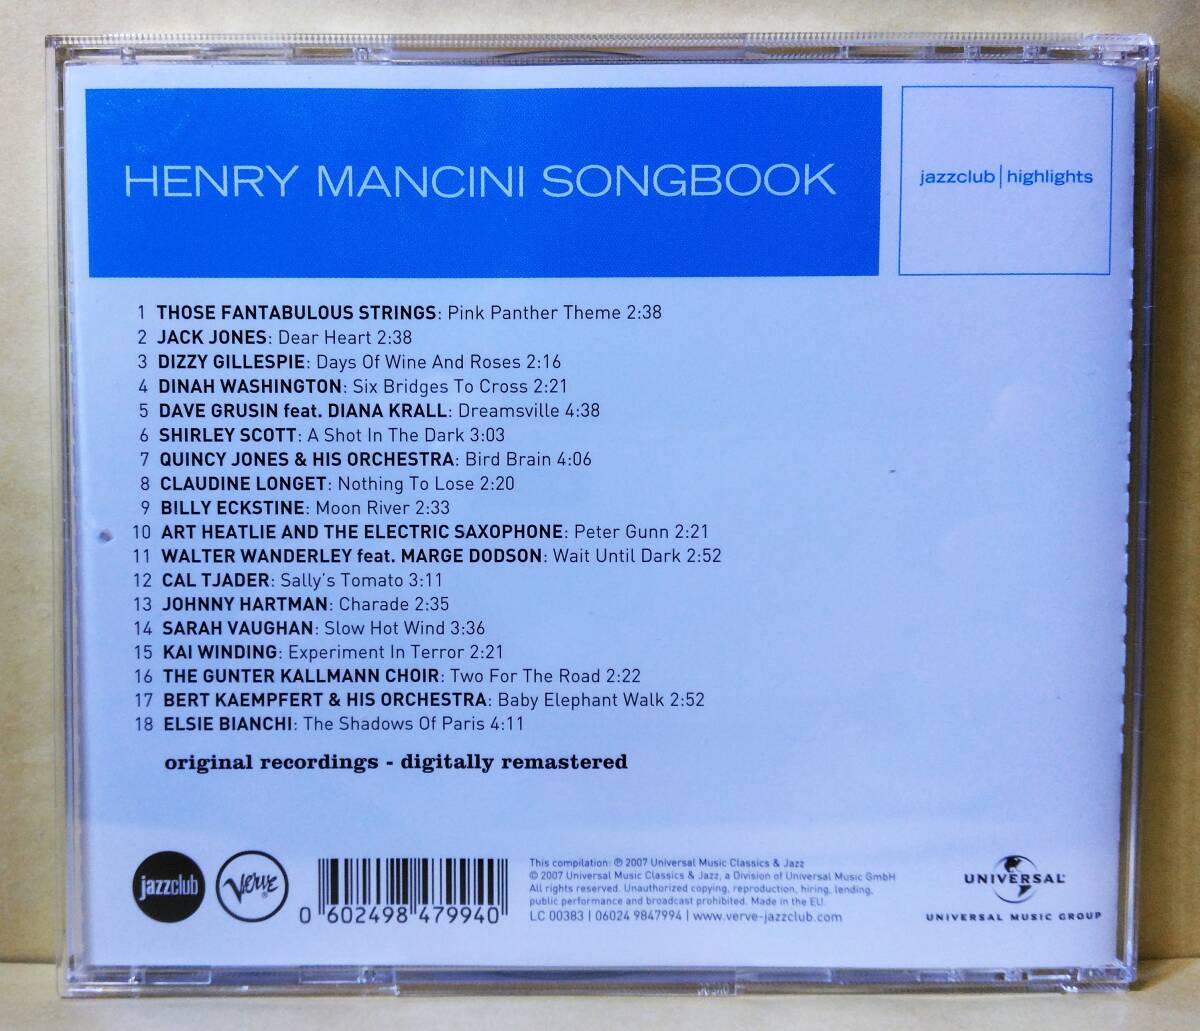 HENRY MANCINI SONGBOOK
jazzclub|highlights
1 THOSE FANTABULOUS STRINGS: Pink Panther Theme 2:38
2 JACK JONES: Dear Heart 2:38
3 DIZZY GILLESPIE: Days Of Wine And Roses 2:16
4 DINAH WASHINGTON: Six Bridges To Cross 2:21
5 DAVE GRUSIN feat. DIANA KRALL: Dreamsville 4:38
6 SHIRLEY SCOTT: A Shot In The Dark 3:03
7 QUINCY JONES & HIS ORCHESTRA: Bird Brain 4:06
8 CLAUDINE LONGET: Nothing To Lose 2:20
9 BILLY ECKSTINE: Moon River 2:33
10 ART HEATLIE AND THE ELECTRIC SAXOPHONE: Peter Gunn 2:21
11 WALTER WANDERLEY feat. MARGE DODSON: Wait Until Dark 2:52
12 CAL TJADER: Sally's Tomato 3:11
13 JOHNNY HARTMAN: Charade 2:35
14 SARAH VAUGHAN: Slow Hot Wind 3:36
15 KAI WINDING: Experiment In Terror 2:21
16 THE GUNTER KALLMANN CHOIR: Two For The Road 2:22
17 BERT KAEMPFERT & HIS ORCHESTRA: Baby Elephant Walk 2:52
18 ELSIE BIANCHI: The Shadows Of Paris 4:11
original recordings - digitally remastered
jazzclub
Verve
0 602498 479940
This compilation: ℗ 2007 Universal Music Classics & Jazz
© 2007 Universal Music Classics & Jazz, a Division of Universal Music GmbH
All rights reserved. Unauthorized copying, reproduction, hiring, lending,
public performance and broadcast prohibited. Made in the EU.
LC 00383 | 06024 9847994 | www.verve-jazzclub.com
UNIVERSAL
UNIVERSAL MUSIC GROUP